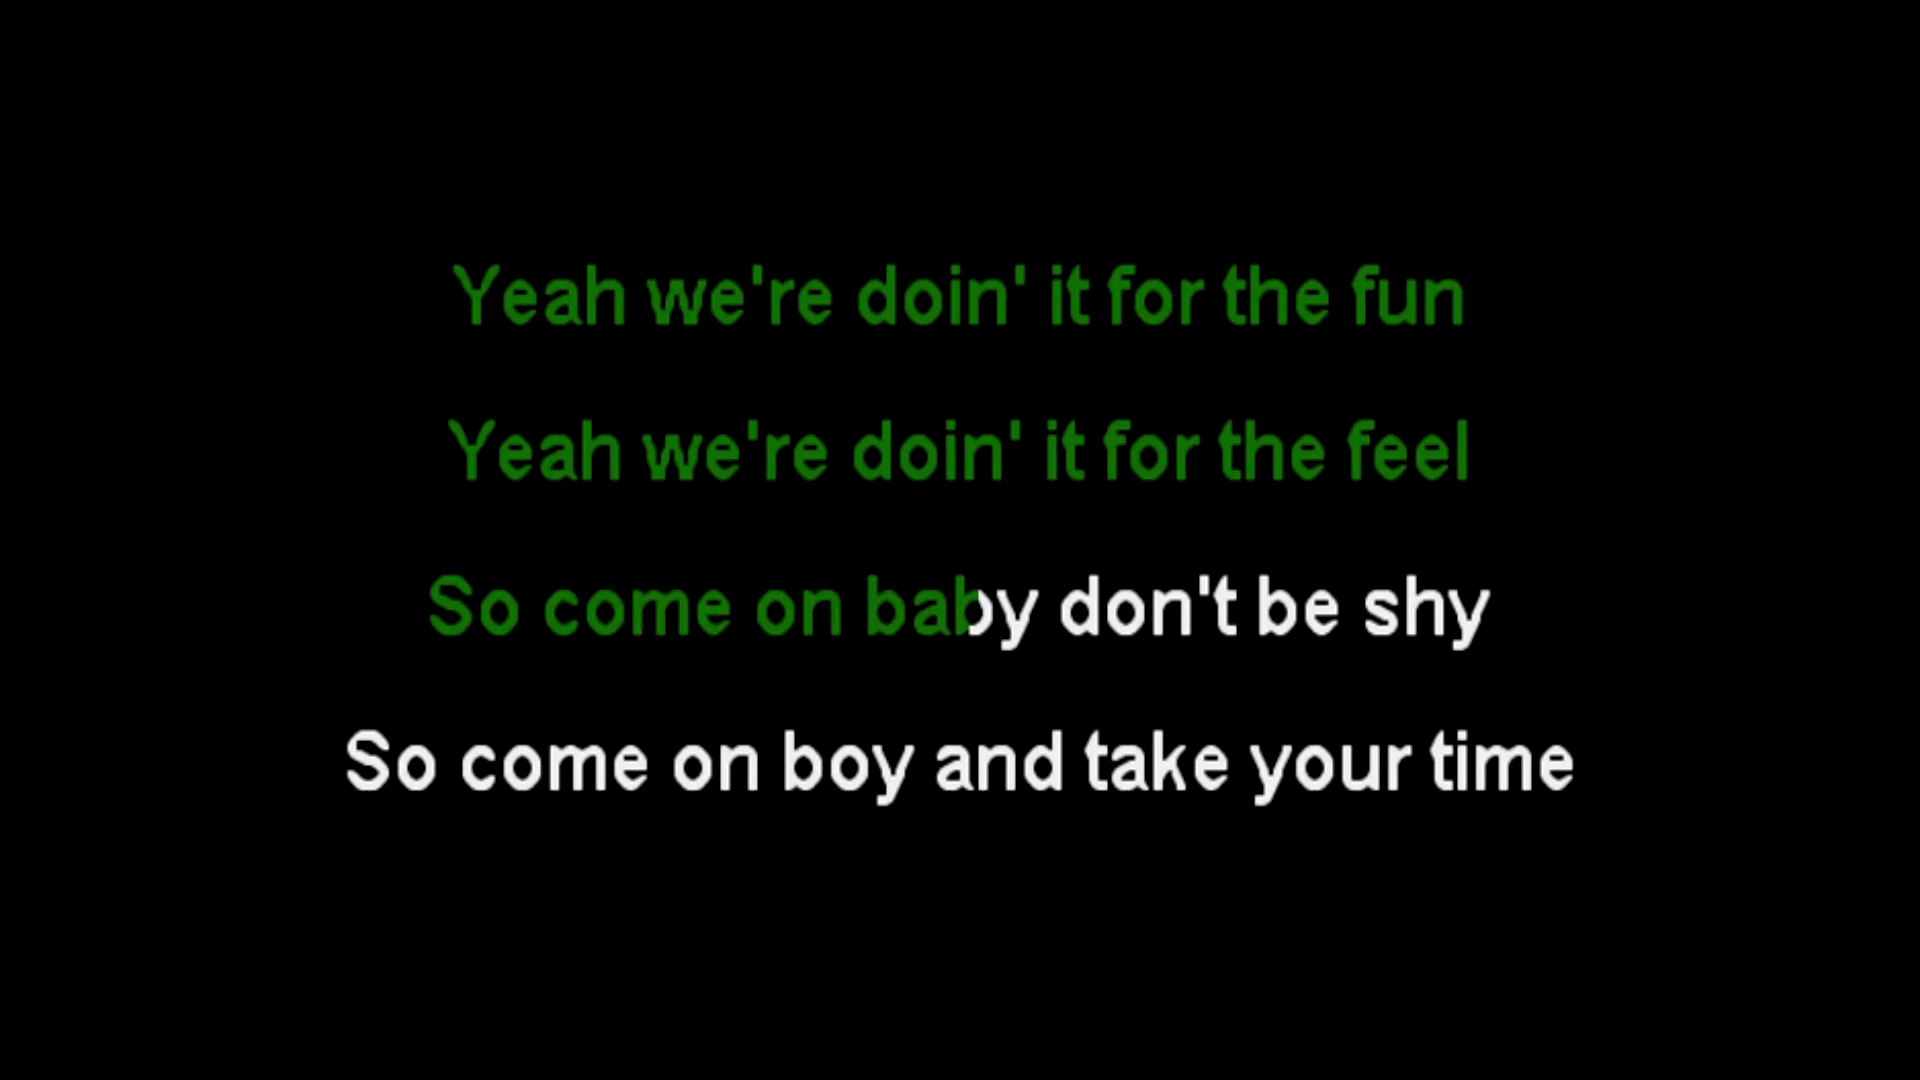 Yeah we're doin' it for the fun
Yeah we're doin' it for the feel
So come on baby don't be shy
So come on boy and take your time